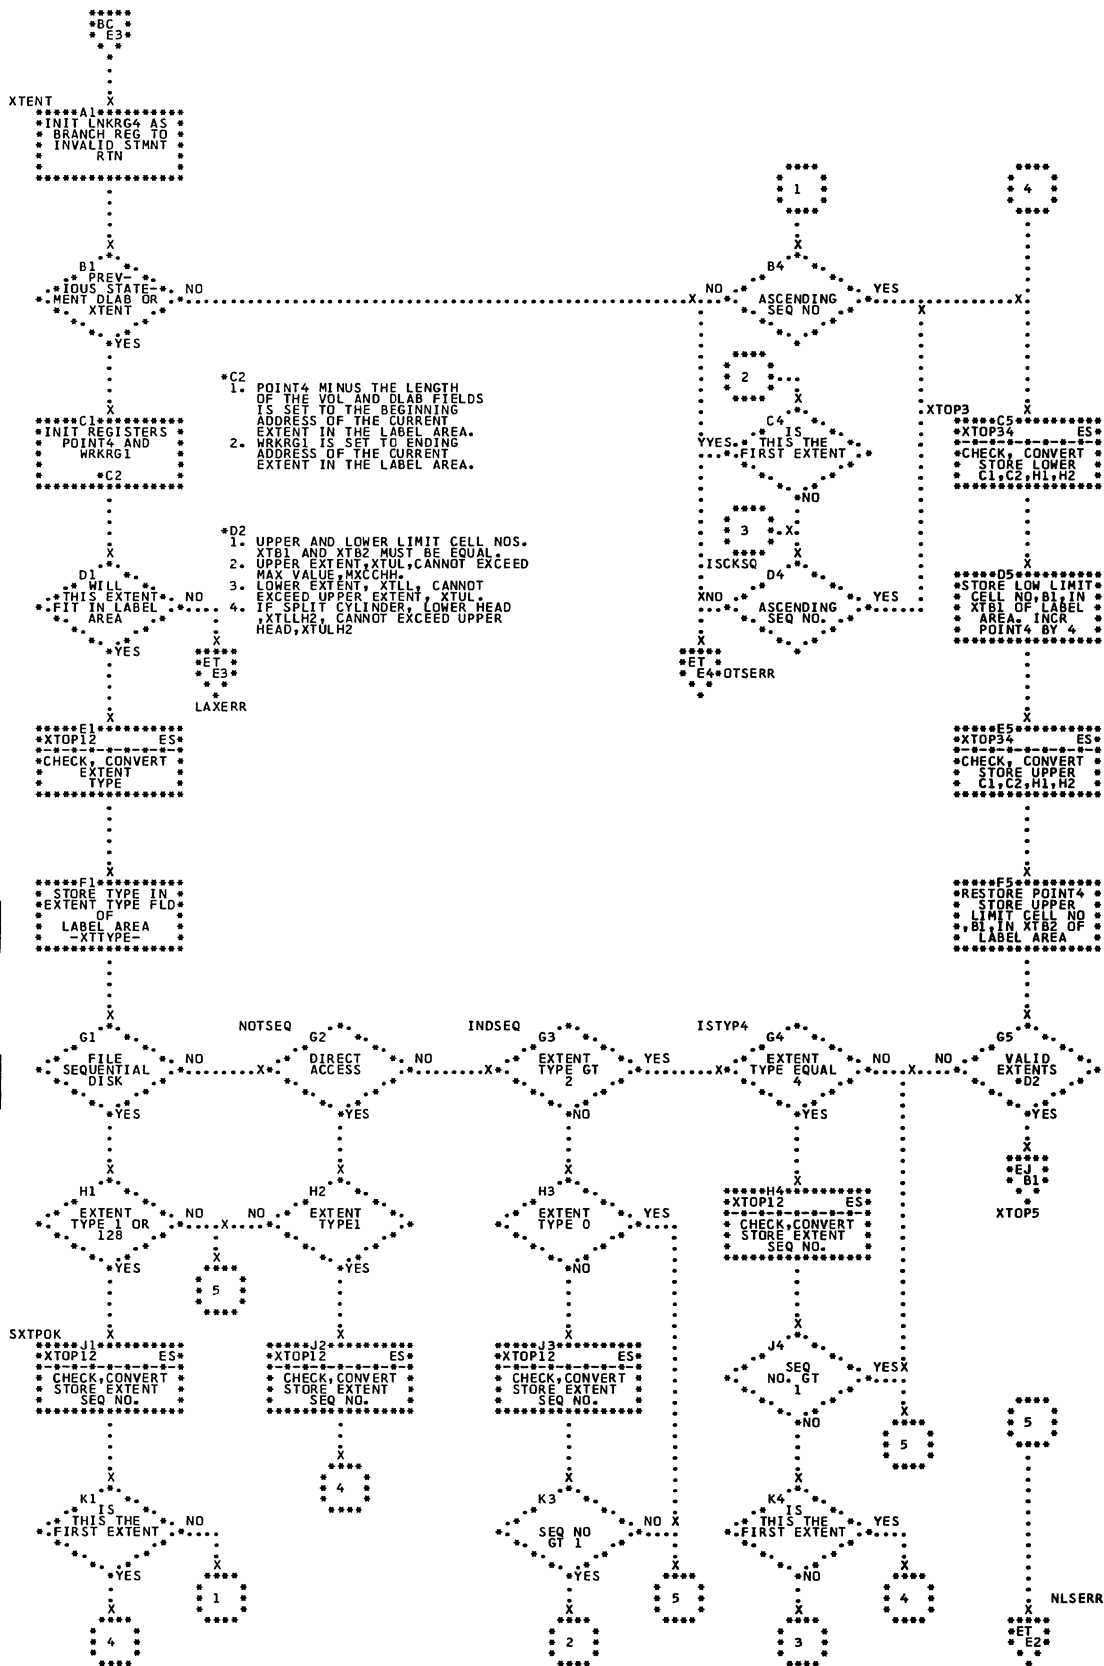 BC
E3
XTENT
A1
INIT LNKRG4 AS
BRANCH REG TO
INVALID STMNT
RTN
1
4
B1
PREV-
IOUS STATE-
MENT DLAB OR
XTENT
NO
YES
B4
ASCENDING
SEQ NO
NO
YES
*C2
1. POINT4 MINUS THE LENGTH
OF THE VOL AND DLAB FIELDS
IS SET TO THE BEGINNING
ADDRESS OF THE CURRENT
EXTENT IN THE LABEL AREA.
2. WRKRG1 IS SET TO ENDING
ADDRESS OF THE CURRENT
EXTENT IN THE LABEL AREA.
2
C1
INIT REGISTERS
POINT4 AND
WRKRG1
*C2
C4
IS
THIS THE
FIRST EXTENT
YYES
NO
XTOP3
C5
XTOP34 ES
CHECK, CONVERT
STORE LOWER
C1,C2,H1,H2
*D2
1. UPPER AND LOWER LIMIT CELL NOS.
XTB1 AND XTB2 MUST BE EQUAL.
2. UPPER EXTENT,XTUL,CANNOT EXCEED
MAX VALUE,MXCCHH.
3. LOWER EXTENT, XTLL, CANNOT
EXCEED UPPER EXTENT, XTUL.
4. IF SPLIT CYLINDER, LOWER HEAD
,XTLLH2, CANNOT EXCEED UPPER
HEAD,XTULH2
3
D1
WILL
THIS EXTENT
FIT IN LABEL
AREA
NO
YES
ISCKSQ
D4
ASCENDING
SEQ NO.
XNO
YES
D5
STORE LOW LIMIT
CELL NO,B1,IN
XTB1 OF LABEL
AREA. INCR
POINT4 BY 4
ET
E3
LAXERR
ET
E4*OTSERR
E1
XTOP12 ES
CHECK, CONVERT
EXTENT
TYPE
E5
XTOP34 ES
CHECK, CONVERT
STORE UPPER
C1,C2,H1,H2
F1
STORE TYPE IN
EXTENT TYPE FLD
OF
LABEL AREA
-XTTYPE-
F5
RESTORE POINT4
STORE UPPER
LIMIT CELL NO
,B1,IN XTB2 OF
LABEL AREA
G1
FILE
SEQUENTIAL
DISK
NO
YES
NOTSEQ
G2
DIRECT
ACCESS
NO
YES
INDSEQ
G3
EXTENT
TYPE GT
2
YES
NO
ISTYP4
G4
EXTENT
TYPE EQUAL
4
NO
YES
G5
VALID
EXTENTS
*D2
NO
YES
EJ
B1
XTOP5
H1
EXTENT
TYPE 1 OR
128
NO
YES
H2
EXTENT
TYPE1
NO
YES
5
H3
EXTENT
TYPE 0
YES
NO
H4
XTOP12 ES
CHECK,CONVERT
STORE EXTENT
SEQ NO.
SXTPOK
J1
XTOP12 ES
CHECK,CONVERT
STORE EXTENT
SEQ NO.
J2
XTOP12 ES
CHECK,CONVERT
STORE EXTENT
SEQ NO.
4
J3
XTOP12 ES
CHECK,CONVERT
STORE EXTENT
SEQ NO.
J4
SEQ
NO. GT
1
YESX
NO
5
5
K1
IS
THIS THE
FIRST EXTENT
NO
YES
1
4
K3
SEQ NO
GT 1
NO
YES
5
2
K4
IS
THIS THE
FIRST EXTENT
YES
NO
4
3
NLSERR
ET
E2